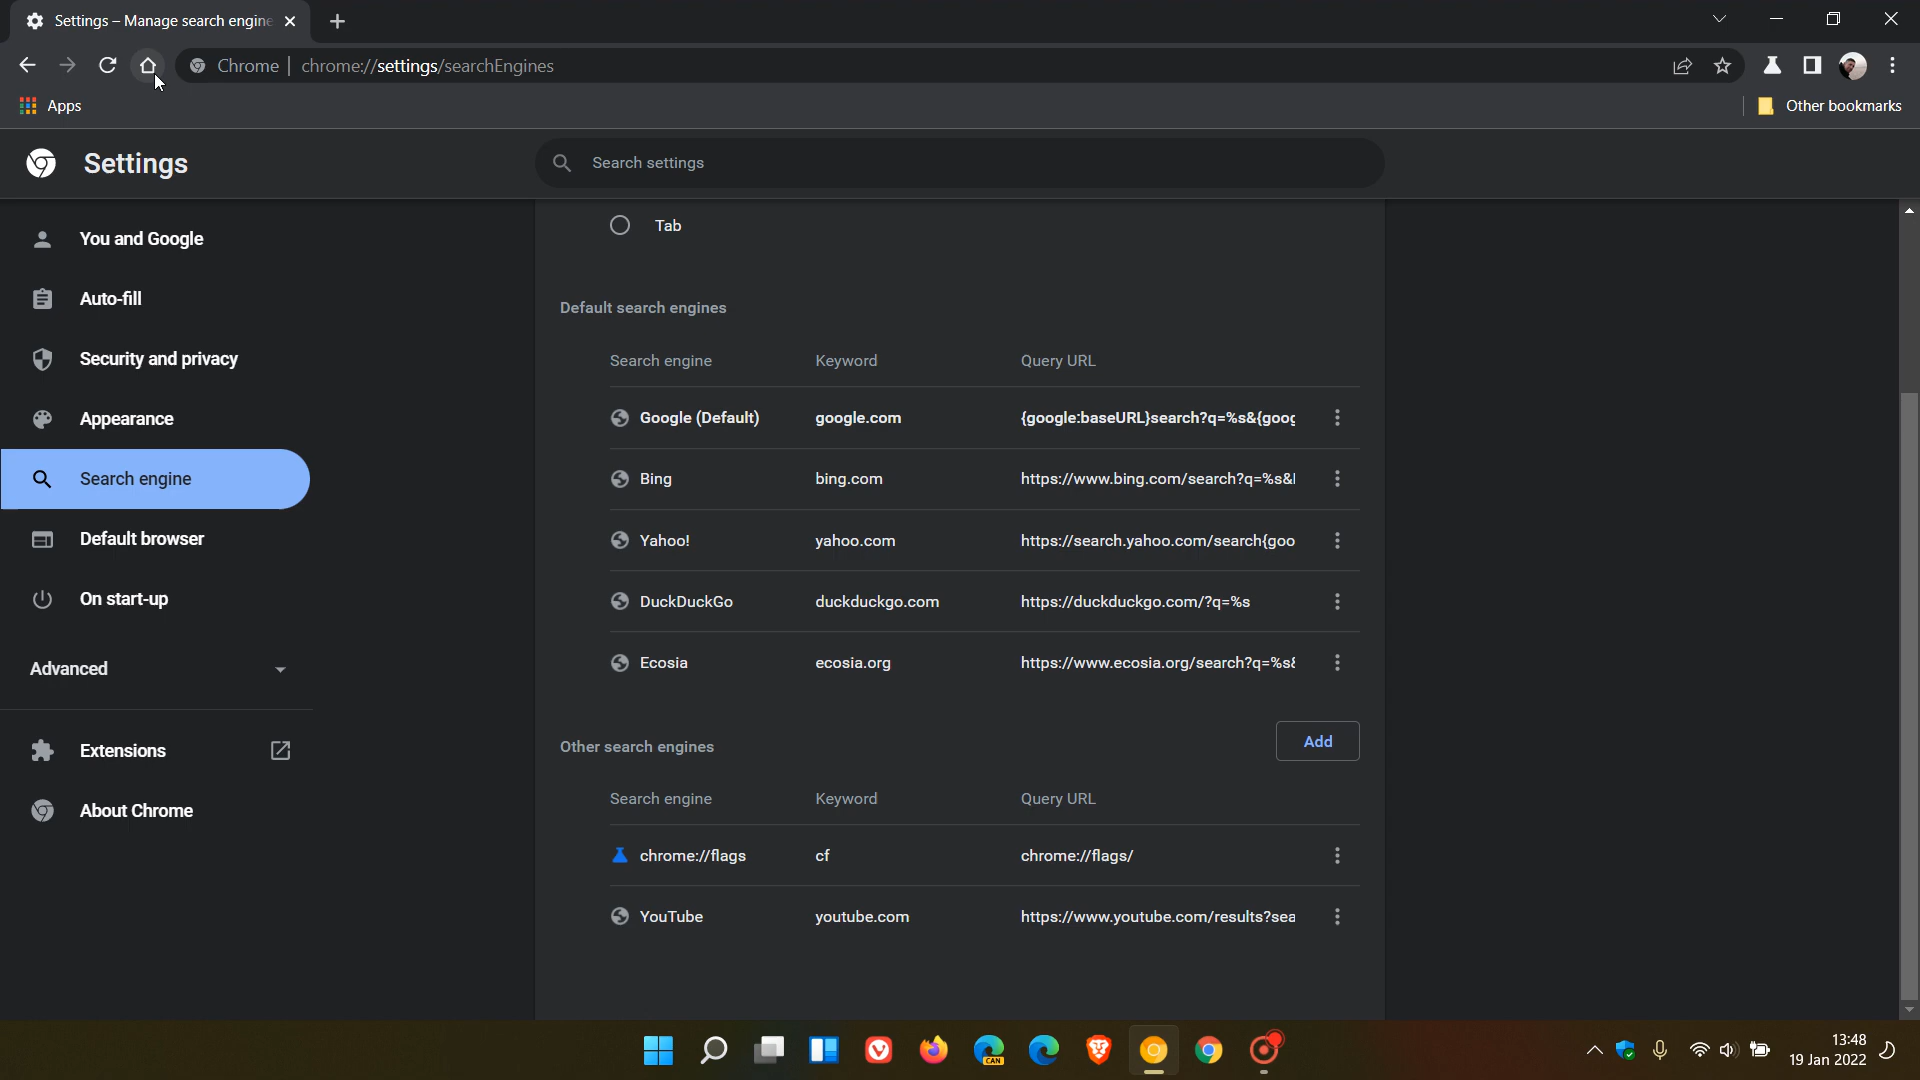 Settings – Manage search engine
Chrome | chrome://settings/searchEngines
Apps
Other bookmarks
Settings
Search settings
You and Google
Auto-fill
Security and privacy
Appearance
Search engine
Default browser
On start-up
Advanced
Extensions
About Chrome
Tab
Default search engines
Search engine Keyword Query URL
Google (Default) google.com {google:baseURL}search?q=%s&{goog
Bing bing.com https://www.bing.com/search?q=%s&
Yahoo! yahoo.com https://search.yahoo.com/search{goo
DuckDuckGo duckduckgo.com https://duckduckgo.com/?q=%s
Ecosia ecosia.org https://www.ecosia.org/search?q=%s&
Other search engines
Add
Search engine Keyword Query URL
chrome://flags cf chrome://flags/
YouTube youtube.com https://www.youtube.com/results?sea
CAN
13:48
19 Jan 2022